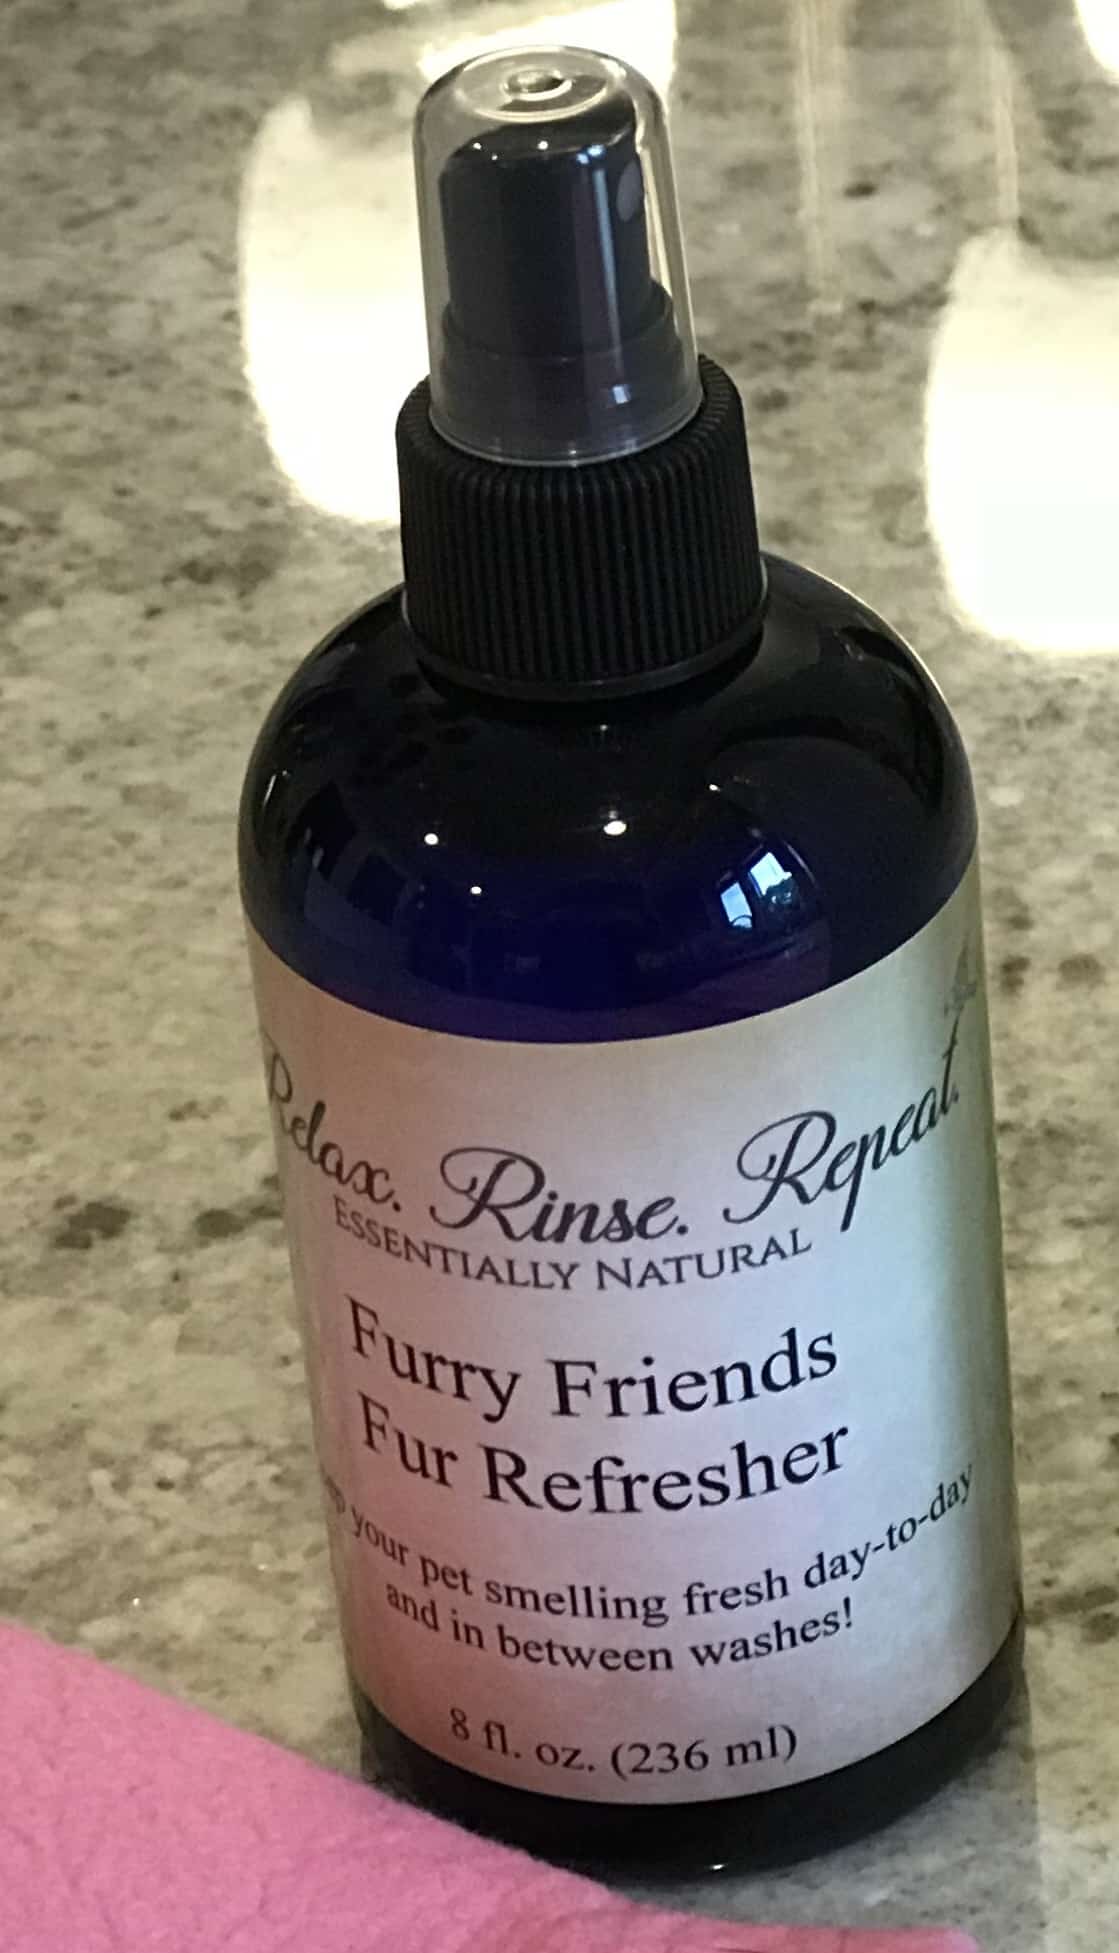 Relax. Rinse. Repeat.
ESSENTIALLY NATURAL
Furry Friends
Fur Refresher
your pet smelling fresh day-to-day
and in between washes!
8 fl. oz. (236 ml)